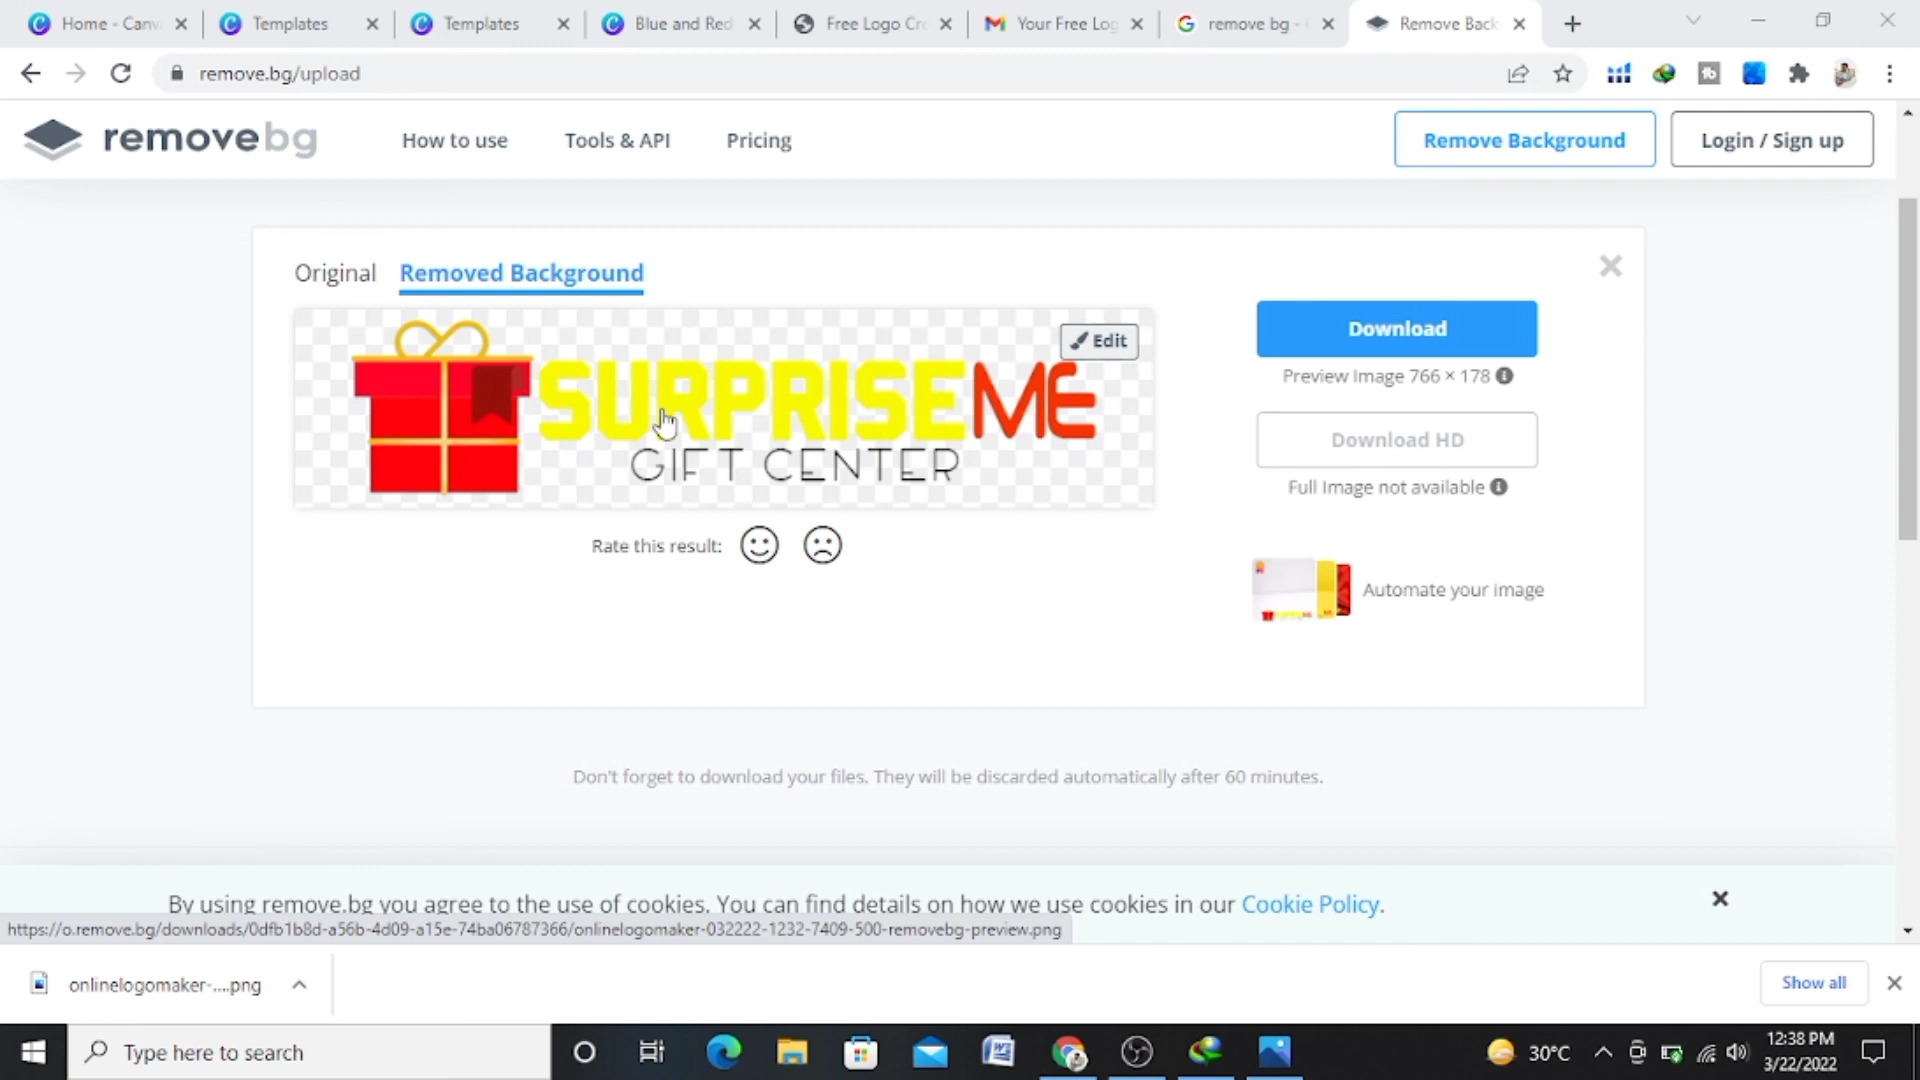 Home - Canv
Templates
Templates
Blue and Red
Free Logo Cre
Your Free Log
remove bg -
Remove Back
remove.bg/upload
removebg
How to use
Tools & API
Pricing
Remove Background
Login / Sign up
Original
Removed Background
Edit
SURPRISEME
GIFT CENTER
Download
Preview Image 766 × 178
Download HD
Full Image not available
Rate this result:
Automate your image
Don't forget to download your files. They will be discarded automatically after 60 minutes.
By using remove.bg you agree to the use of cookies. You can find details on how we use cookies in our Cookie Policy.
https://o.remove.bg/downloads/0dfb1b8d-a56b-4d09-a15e-74ba06787366/onlinelogomaker-032222-1232-7409-500-removebg-preview.png
onlinelogomaker-....png
Show all
Type here to search
30°C
12:38 PM
3/22/2022